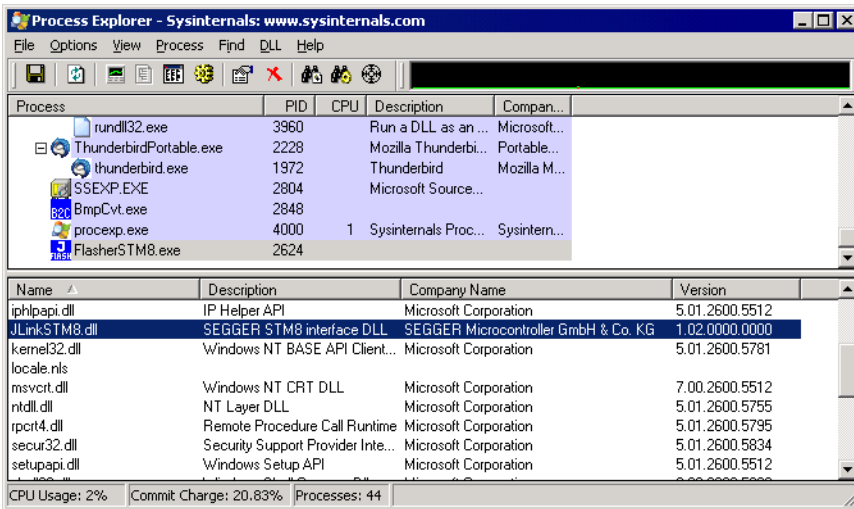 Process Explorer - Sysinternals: www.sysinternals.com
File Options View Process Find DLL Help
Process PID CPU Description Compan...
rundll32.exe 3960 Run a DLL as an ... Microsoft...
ThunderbirdPortable.exe 2228 Mozilla Thunderbi... Portable...
thunderbird.exe 1972 Thunderbird Mozilla M...
SSEXP.EXE 2804 Microsoft Source...
B2C BmpCvt.exe 2848
procexp.exe 4000 1 Sysinternals Proc... Sysintern...
J FLASH FlasherSTM8.exe 2624
Name Description Company Name Version
iphlpapi.dll IP Helper API Microsoft Corporation 5.01.2600.5512
JLinkSTM8.dll SEGGER STM8 interface DLL SEGGER Microcontroller GmbH & Co. KG 1.02.0000.0000
kernel32.dll Windows NT BASE API Client... Microsoft Corporation 5.01.2600.5781
locale.nls
msvcrt.dll Windows NT CRT DLL Microsoft Corporation 7.00.2600.5512
ntdll.dll NT Layer DLL Microsoft Corporation 5.01.2600.5755
rpcrt4.dll Remote Procedure Call Runtime Microsoft Corporation 5.01.2600.5795
secur32.dll Security Support Provider Inte... Microsoft Corporation 5.01.2600.5834
setupapi.dll Windows Setup API Microsoft Corporation 5.01.2600.5512
CPU Usage: 2% Commit Charge: 20.83% Processes: 44